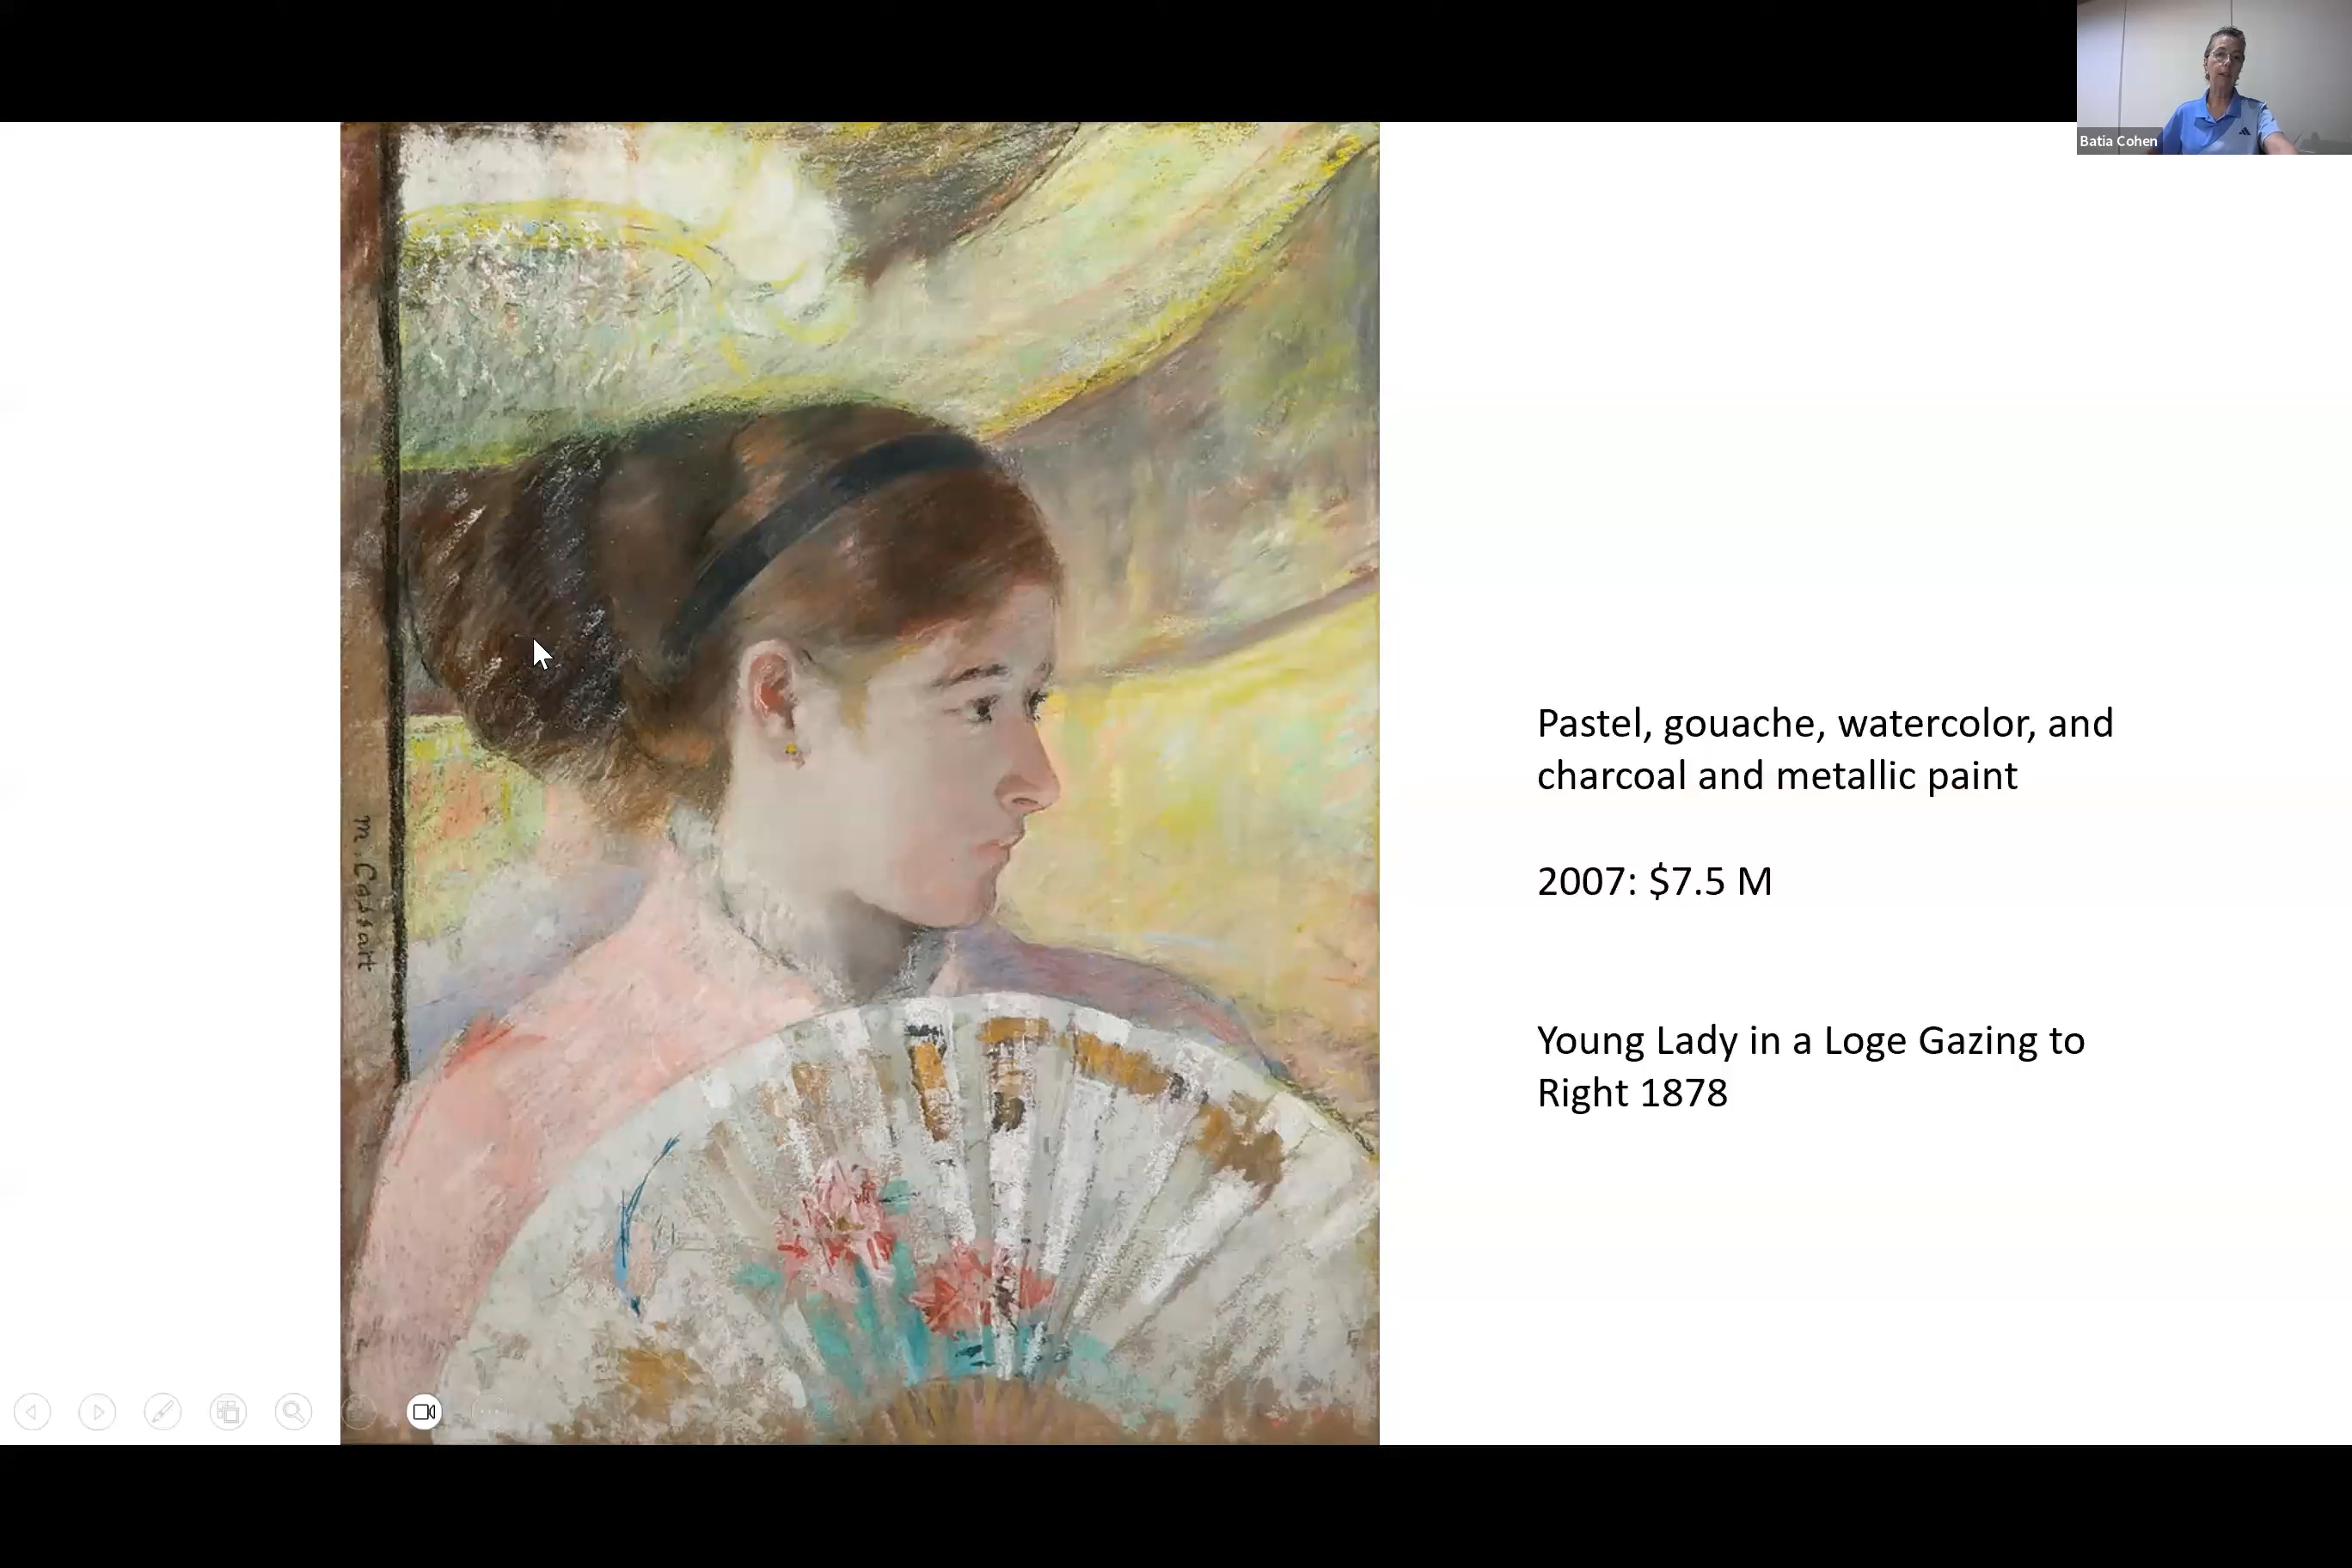 Batia Cohen
M. Cassatt
Pastel, gouache, watercolor, and
charcoal and metallic paint
2007: $7.5 M
Young Lady in a Loge Gazing to
Right 1878